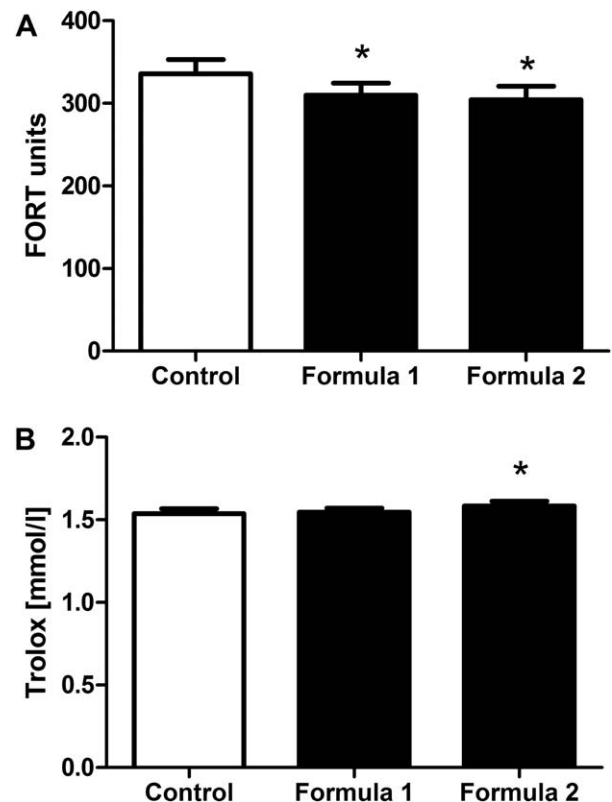 A
FORT units
400
300
200
100
0
*
*
Control Formula 1 Formula 2
B
Trolox [mmol/l]
2.0
1.5
1.0
0.5
0.0
*
Control Formula 1 Formula 2